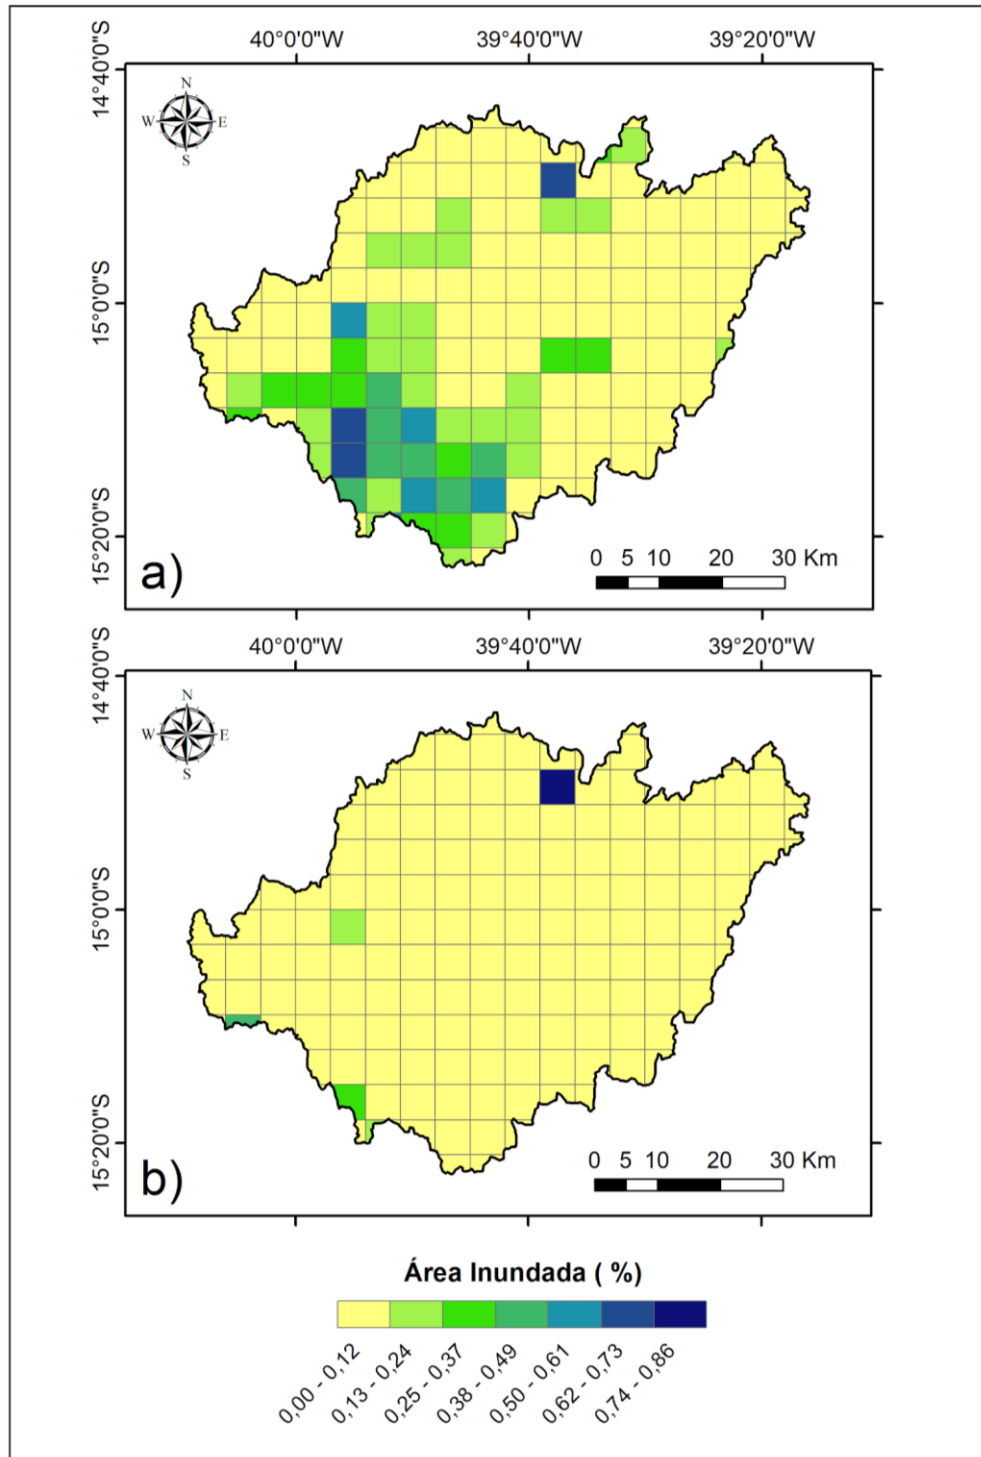 40°0'0"W 39°40'0"W 39°20'0"W
14°40'0"S
N
W E
S
15°0'0"S
15°20'0"S
0 5 10 20 30 Km
a)
40°0'0"W 39°40'0"W 39°20'0"W
14°40'0"S
N
W E
S
15°0'0"S
15°20'0"S
0 5 10 20 30 Km
b)
Área Inundada ( %)
0,00 - 0,12
0,13 - 0,24
0,25 - 0,37
0,38 - 0,49
0,50 - 0,61
0,62 - 0,73
0,74 - 0,86